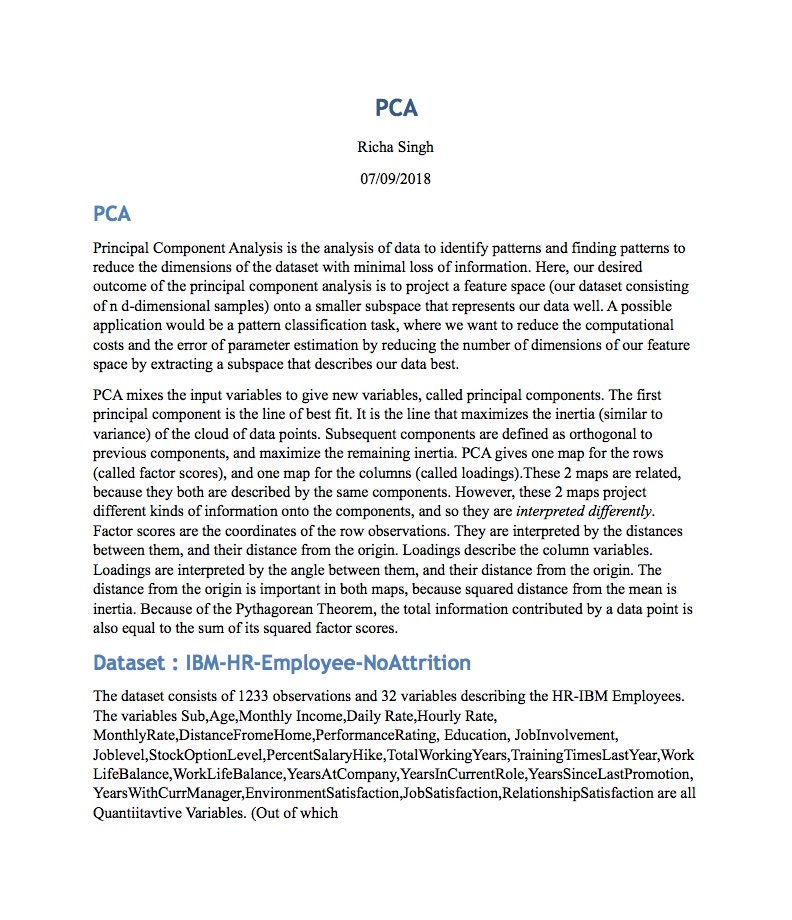 PCA
Richa Singh
07/09/2018
PCA
Principal Component Analysis is the analysis of data to identify patterns and finding patterns to
reduce the dimensions of the dataset with minimal loss of information. Here, our desired
outcome of the principal component analysis is to project a feature space (our dataset consisting
of n d-dimensional samples) onto a smaller subspace that represents our data well. A possible
application would be a pattern classification task, where we want to reduce the computational
costs and the error of parameter estimation by reducing the number of dimensions of our feature
space by extracting a subspace that describes our data best.
PCA mixes the input variables to give new variables, called principal components. The first
principal component is the line of best fit. It is the line that maximizes the inertia (similar to
variance) of the cloud of data points. Subsequent components are defined as orthogonal to
previous components, and maximize the remaining inertia. PCA gives one map for the rows
(called factor scores), and one map for the columns (called loadings).These 2 maps are related,
because they both are described by the same components. However, these 2 maps project
different kinds of information onto the components, and so they are interpreted differently.
Factor scores are the coordinates of the row observations. They are interpreted by the distances
between them, and their distance from the origin. Loadings describe the column variables.
Loadings are interpreted by the angle between them, and their distance from the origin. The
distance from the origin is important in both maps, because squared distance from the mean is
inertia. Because of the Pythagorean Theorem, the total information contributed by a data point is
also equal to the sum of its squared factor scores.
Dataset : IBM-HR-Employee-NoAttrition
The dataset consists of 1233 observations and 32 variables describing the HR-IBM Employees.
The variables Sub,Age,Monthly Income,Daily Rate,Hourly Rate,
MonthlyRate,DistanceFromeHome,PerformanceRating, Education, JobInvolvement,
Joblevel,StockOptionLevel,PercentSalaryHike,TotalWorkingYears,TrainingTimesLastYear,Work
LifeBalance,WorkLifeBalance,YearsAtCompany,YearsInCurrentRole,YearsSinceLastPromotion,
YearsWithCurrManager,EnvironmentSatisfaction,JobSatisfaction,RelationshipSatisfaction are all
Quantiitavtive Variables. (Out of which